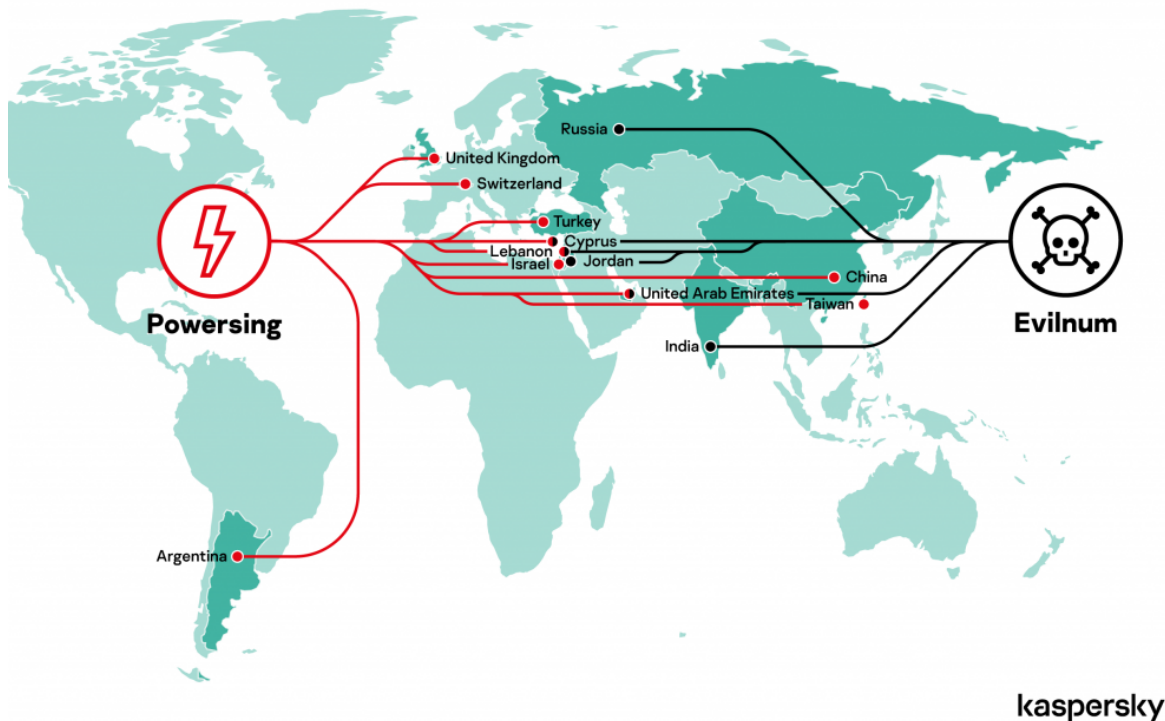 Russia
United Kingdom
Switzerland
Turkey
Cyprus
Lebanon
Jordan
Israel
China
United Arab Emirates
Taiwan
Powersing
Evilnum
India
Argentina
kaspersky